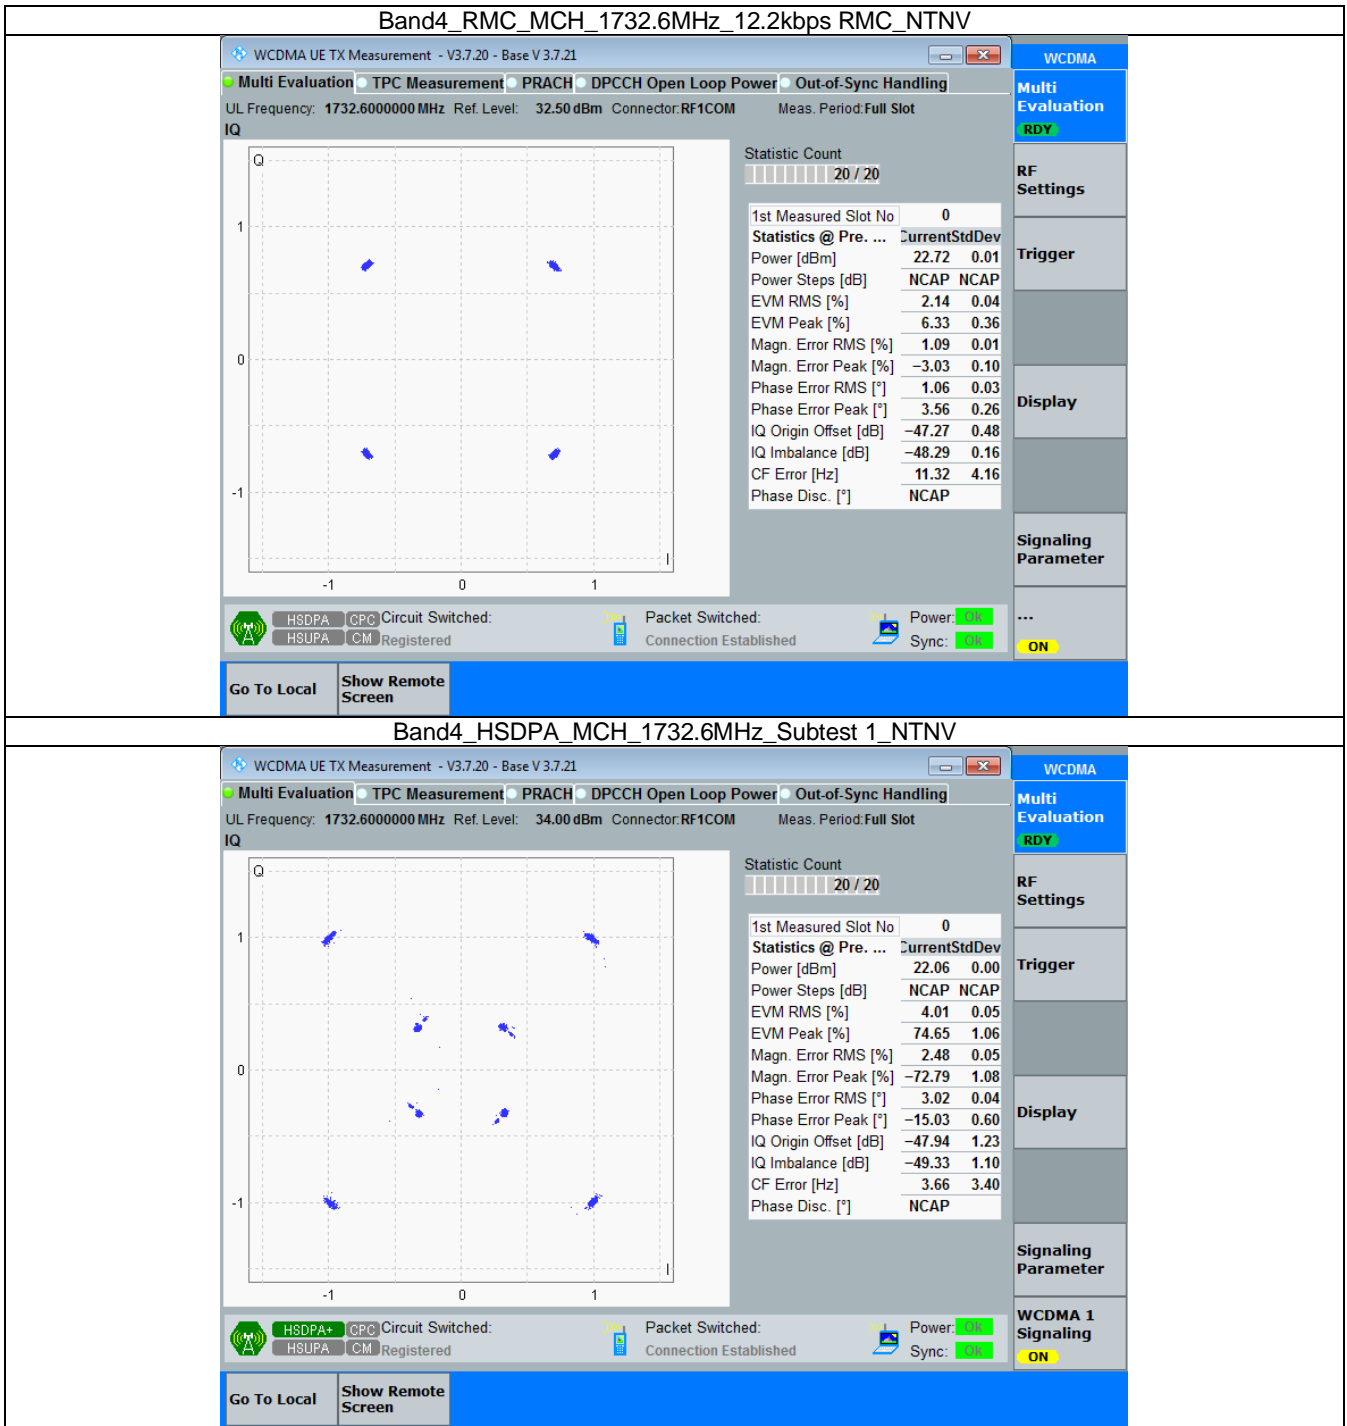 Band4_RMC_MCH_1732.6MHz_12.2kbps RMC_NTNV
WCDMA UE TX Measurement - V3.7.20 - Base V 3.7.21
WCDMA
Multi Evaluation TPC Measurement PRACH DPCCH Open Loop Power Out-of-Sync Handling
Multi Evaluation
RDY
UL Frequency: 1732.6000000 MHz Ref. Level: 32.50 dBm Connector: RF1COM Meas. Period: Full Slot
IQ
Q
1
0
-1
-1 0 1
I
Statistic Count
20 / 20
1st Measured Slot No 0
Statistics @ Pre. ... Current StdDev
Power [dBm] 22.72 0.01
Power Steps [dB] NCAP NCAP
EVM RMS [%] 2.14 0.04
EVM Peak [%] 6.33 0.36
Magn. Error RMS [%] 1.09 0.01
Magn. Error Peak [%] −3.03 0.10
Phase Error RMS [°] 1.06 0.03
Phase Error Peak [°] 3.56 0.26
IQ Origin Offset [dB] −47.27 0.48
IQ Imbalance [dB] −48.29 0.16
CF Error [Hz] 11.32 4.16
Phase Disc. [°] NCAP
RF Settings
Trigger
Display
Signaling Parameter
...
ON
HSDPA CPC Circuit Switched: Packet Switched: Power: Ok
HSUPA CM Registered Connection Established Sync: Ok
Go To Local Show Remote Screen
Band4_HSDPA_MCH_1732.6MHz_Subtest 1_NTNV
WCDMA UE TX Measurement - V3.7.20 - Base V 3.7.21
WCDMA
Multi Evaluation TPC Measurement PRACH DPCCH Open Loop Power Out-of-Sync Handling
Multi Evaluation
RDY
UL Frequency: 1732.6000000 MHz Ref. Level: 34.00 dBm Connector: RF1COM Meas. Period: Full Slot
IQ
Q
1
0
-1
-1 0 1
I
Statistic Count
20 / 20
1st Measured Slot No 0
Statistics @ Pre. ... Current StdDev
Power [dBm] 22.06 0.00
Power Steps [dB] NCAP NCAP
EVM RMS [%] 4.01 0.05
EVM Peak [%] 74.65 1.06
Magn. Error RMS [%] 2.48 0.05
Magn. Error Peak [%] −72.79 1.08
Phase Error RMS [°] 3.02 0.04
Phase Error Peak [°] −15.03 0.60
IQ Origin Offset [dB] −47.94 1.23
IQ Imbalance [dB] −49.33 1.10
CF Error [Hz] 3.66 3.40
Phase Disc. [°] NCAP
RF Settings
Trigger
Display
Signaling Parameter
WCDMA 1 Signaling
ON
HSDPA+ CPC Circuit Switched: Packet Switched: Power: Ok
HSUPA CM Registered Connection Established Sync: Ok
Go To Local Show Remote Screen